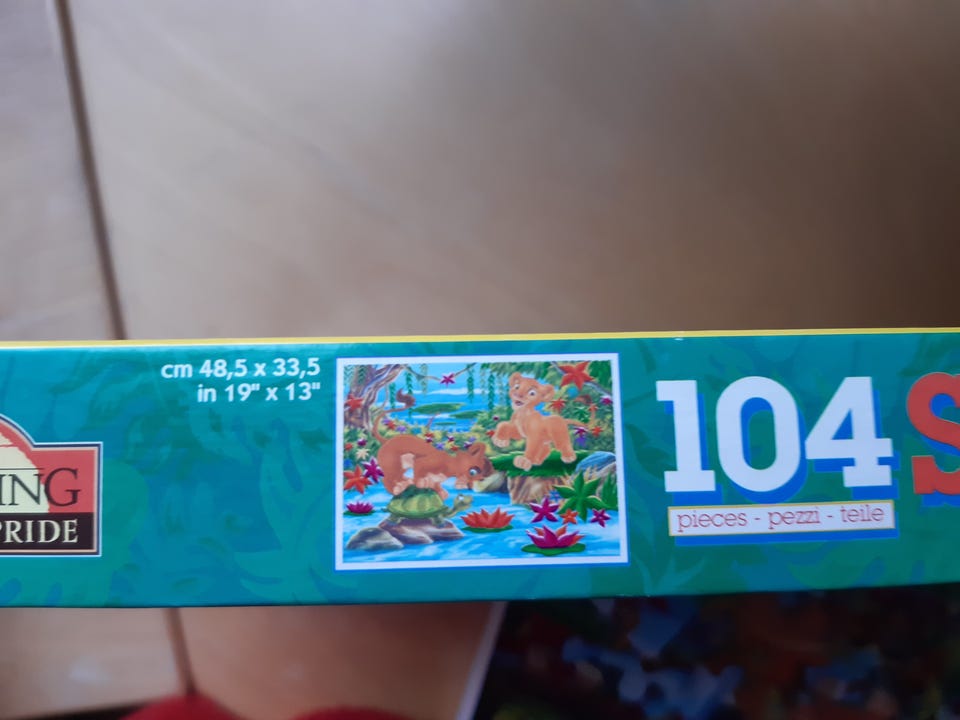 cm 48,5 x 33,5
in 19" x 13"
ING
PRIDE
104 S
pieces - pezzi - teile